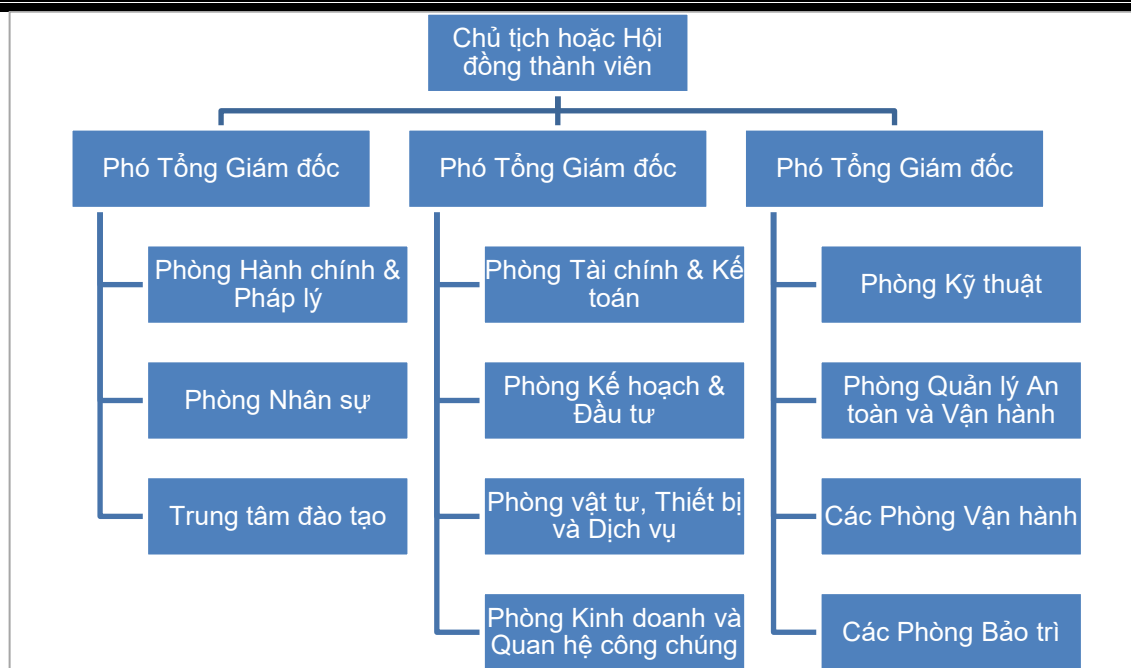 Chủ tịch hoặc Hội
đồng thành viên
Phó Tổng Giám đốc
Phó Tổng Giám đốc
Phó Tổng Giám đốc
Phòng Hành chính &
Pháp lý
Phòng Nhân sự
Trung tâm đào tạo
Phòng Tài chính & Kế
toán
Phòng Kế hoạch &
Đầu tư
Phòng vật tư, Thiết bị
và Dịch vụ
Phòng Kinh doanh và
Quan hệ công chúng
Phòng Kỹ thuật
Phòng Quản lý An
toàn và Vận hành
Các Phòng Vận hành
Các Phòng Bảo trì